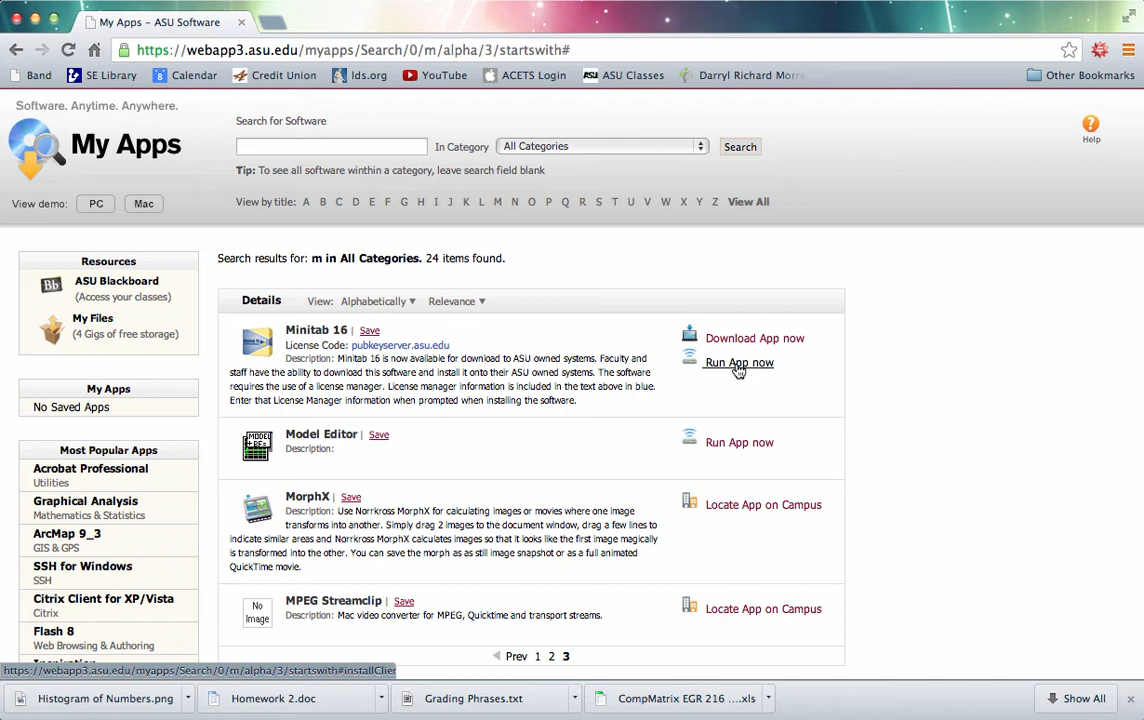 My Apps – ASU Software
https://webapp3.asu.edu/myapps/Search/0/m/alpha/3/startswith#
Band
SE Library
8
Calendar
Credit Union
lds.org
YouTube
ACETS Login
ASU
ASU Classes
Darryl Richard Morre
Other Bookmarks
Software. Anytime. Anywhere.
My Apps
View demo:
PC
Mac
Search for Software
In Category
All Categories
Search
Tip: To see all software winthin a category, leave search field blank
View by title: A B C D E F G H I J K L M N O P Q R S T U V W X Y Z View All
?
Help
Resources
Bb
ASU Blackboard
(Access your classes)
My Files
(4 Gigs of free storage)
My Apps
No Saved Apps
Most Popular Apps
Acrobat Professional
Utilities
Graphical Analysis
Mathematics & Statistics
ArcMap 9_3
GIS & GPS
SSH for Windows
SSH
Citrix Client for XP/Vista
Citrix
Flash 8
Web Browsing & Authoring
Search results for: m in All Categories. 24 items found.
Details
View: Alphabetically
Relevance
Minitab 16 | Save
License Code: pubkeyserver.asu.edu
Description: Minitab 16 is now available for download to ASU owned systems. Faculty and
staff have the ability to download this software and install it onto their ASU owned systems. The software
requires the use of a license manager. License manager information is included in the text above in blue.
Enter that License Manager information when prompted when installing the software.
Download App now
Run App now
MODEL
Model Editor | Save
Description:
Run App now
MorphX | Save
Description: Use Norrkross MorphX for calculating images or movies where one image
transforms into another. Simply drag 2 images to the document window, drag a few lines to
indicate similar areas and Norrkross MorphX calculates images so that it looks like the first image magically
is transformed into the other. You can save the morph as as still image snapshot or as a full animated
QuickTime movie.
Locate App on Campus
No
Image
MPEG Streamclip | Save
Description: Mac video converter for MPEG, Quicktime and transport streams.
Locate App on Campus
Prev 1 2 3
https://webapp3.asu.edu/myapps/Search/0/m/alpha/3/startswith#installClien
Histogram of Numbers.png
Homework 2.doc
Grading Phrases.txt
CompMatrix EGR 216 ....xls
Show All